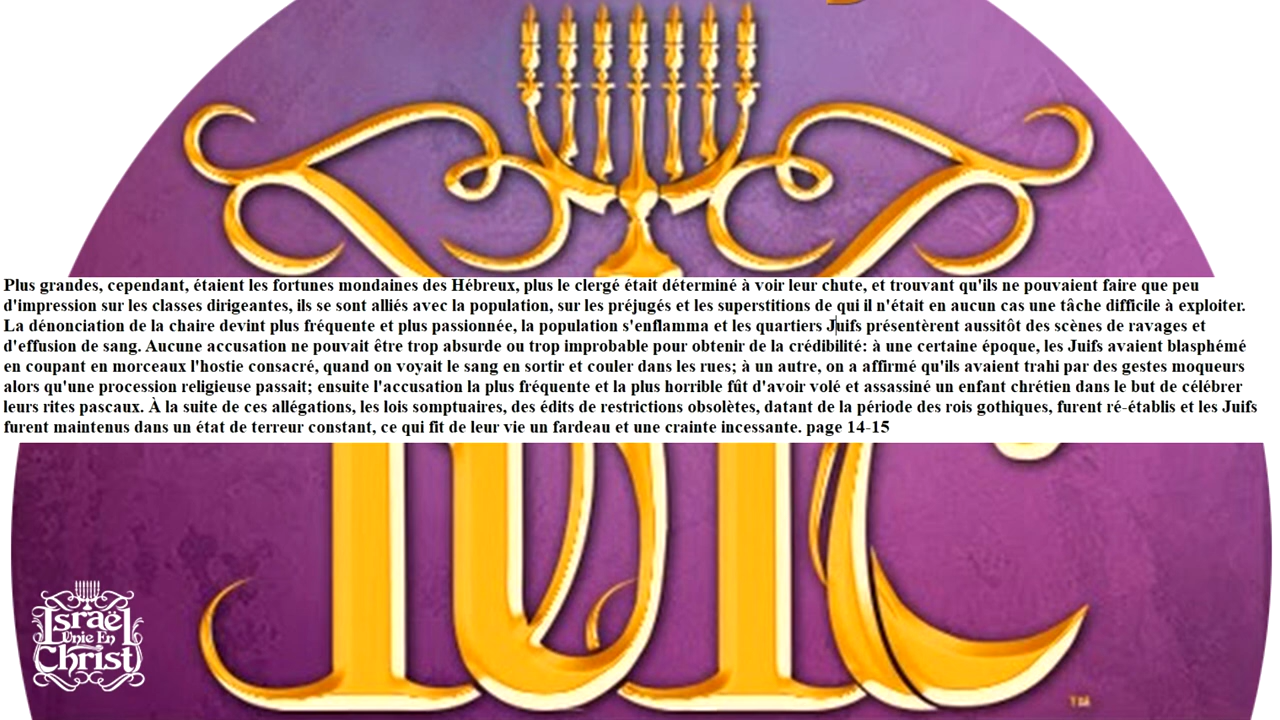 Plus grandes, cependant, étaient les fortunes mondaines des Hébreux, plus le clergé était déterminé à voir leur chute, et trouvant qu'ils ne pouvaient faire que peu
d'impression sur les classes dirigeantes, ils se sont alliés avec la population, sur les préjugés et les superstitions de qui il n'était en aucun cas une tâche difficile à exploiter.
La dénonciation de la chaire devint plus fréquente et plus passionnée, la population s'enflamma et les quartiers Juifs présentèrent aussitôt des scènes de ravages et
d'effusion de sang. Aucune accusation ne pouvait être trop absurde ou trop improbable pour obtenir de la crédibilité: à une certaine époque, les Juifs avaient blasphémé
en coupant en morceaux l'hostie consacré, quand on voyait le sang en sortir et couler dans les rues; à un autre, on a affirmé qu'ils avaient trahi par des gestes moqueurs
alors qu'une procession religieuse passait; ensuite l'accusation la plus fréquente et la plus horrible fût d'avoir volé et assassiné un enfant chrétien dans le but de célébrer
leurs rites pascaux. À la suite de ces allégations, les lois somptuaires, des édits de restrictions obsolètes, datant de la période des rois gothiques, furent ré-établis et les Juifs
furent maintenus dans un état de terreur constant, ce qui fit de leur vie un fardeau et une crainte incessante. page 14-15
IUIC
TM
Israël
Unie En
Christ